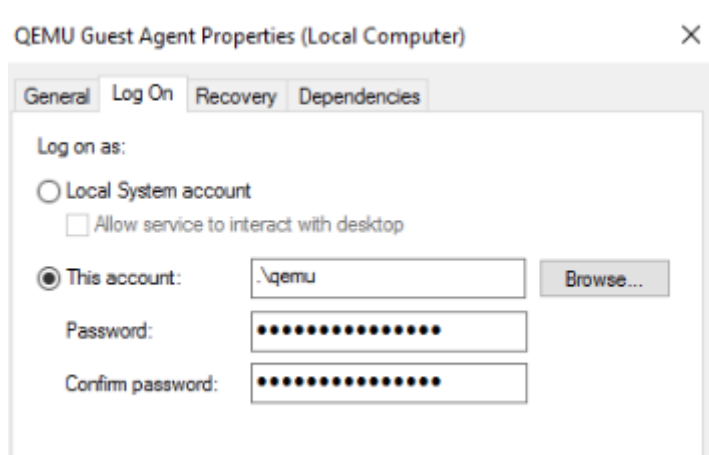 QEMU Guest Agent Properties (Local Computer)
General Log On Recovery Dependencies
Log on as:
Local System account
Allow service to interact with desktop
This account: .\qemu Browse...
Password: •••••••••••••••
Confirm password: •••••••••••••••